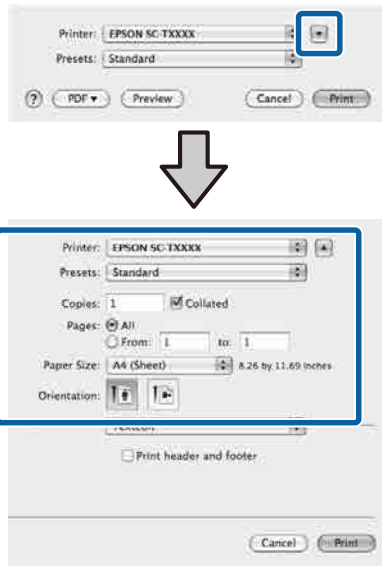 Printer: EPSON SC-TXXXX
Presets: Standard
? PDF ▼ Preview Cancel Print
Printer: EPSON SC-TXXXX
Presets: Standard
Copies: 1 Collated
Pages: All
From: 1 to: 1
Paper Size: A4 (Sheet) 8.26 by 11.69 inches
Orientation:
Print header and footer
Cancel Print